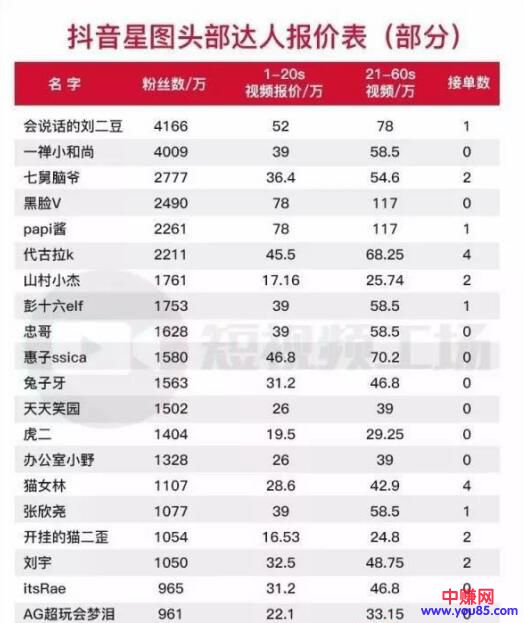 抖音星图头部达人报价表（部分）
名字 粉丝数/万 1-20s 视频报价/万 21-60s 视频/万 接单数
会说话的刘二豆 4166 52 78 1
一禅小和尚 4009 39 58.5 0
七舅脑爷 2777 36.4 54.6 2
黑脸V 2490 78 117 0
papi酱 2261 78 117 1
代古拉k 2211 45.5 68.25 4
山村小杰 1761 17.16 25.74 2
彭十六elf 1753 39 58.5 1
忠哥 1628 39 58.5 0
惠子ssica 1580 46.8 70.2 0
兔子牙 1563 31.2 46.8 0
天天笑园 1502 26 39 0
虎二 1404 19.5 29.25 0
办公室小野 1328 26 39 0
猫女林 1107 28.6 42.9 4
张欣尧 1077 39 58.5 1
开挂的猫二歪 1054 16.53 24.8 2
刘宇 1050 32.5 48.75 2
itsRae 965 31.2 46.8 0
AG超玩会梦泪 961 22.1 33.15 0
短视频工场
中赚网
www.you85.com